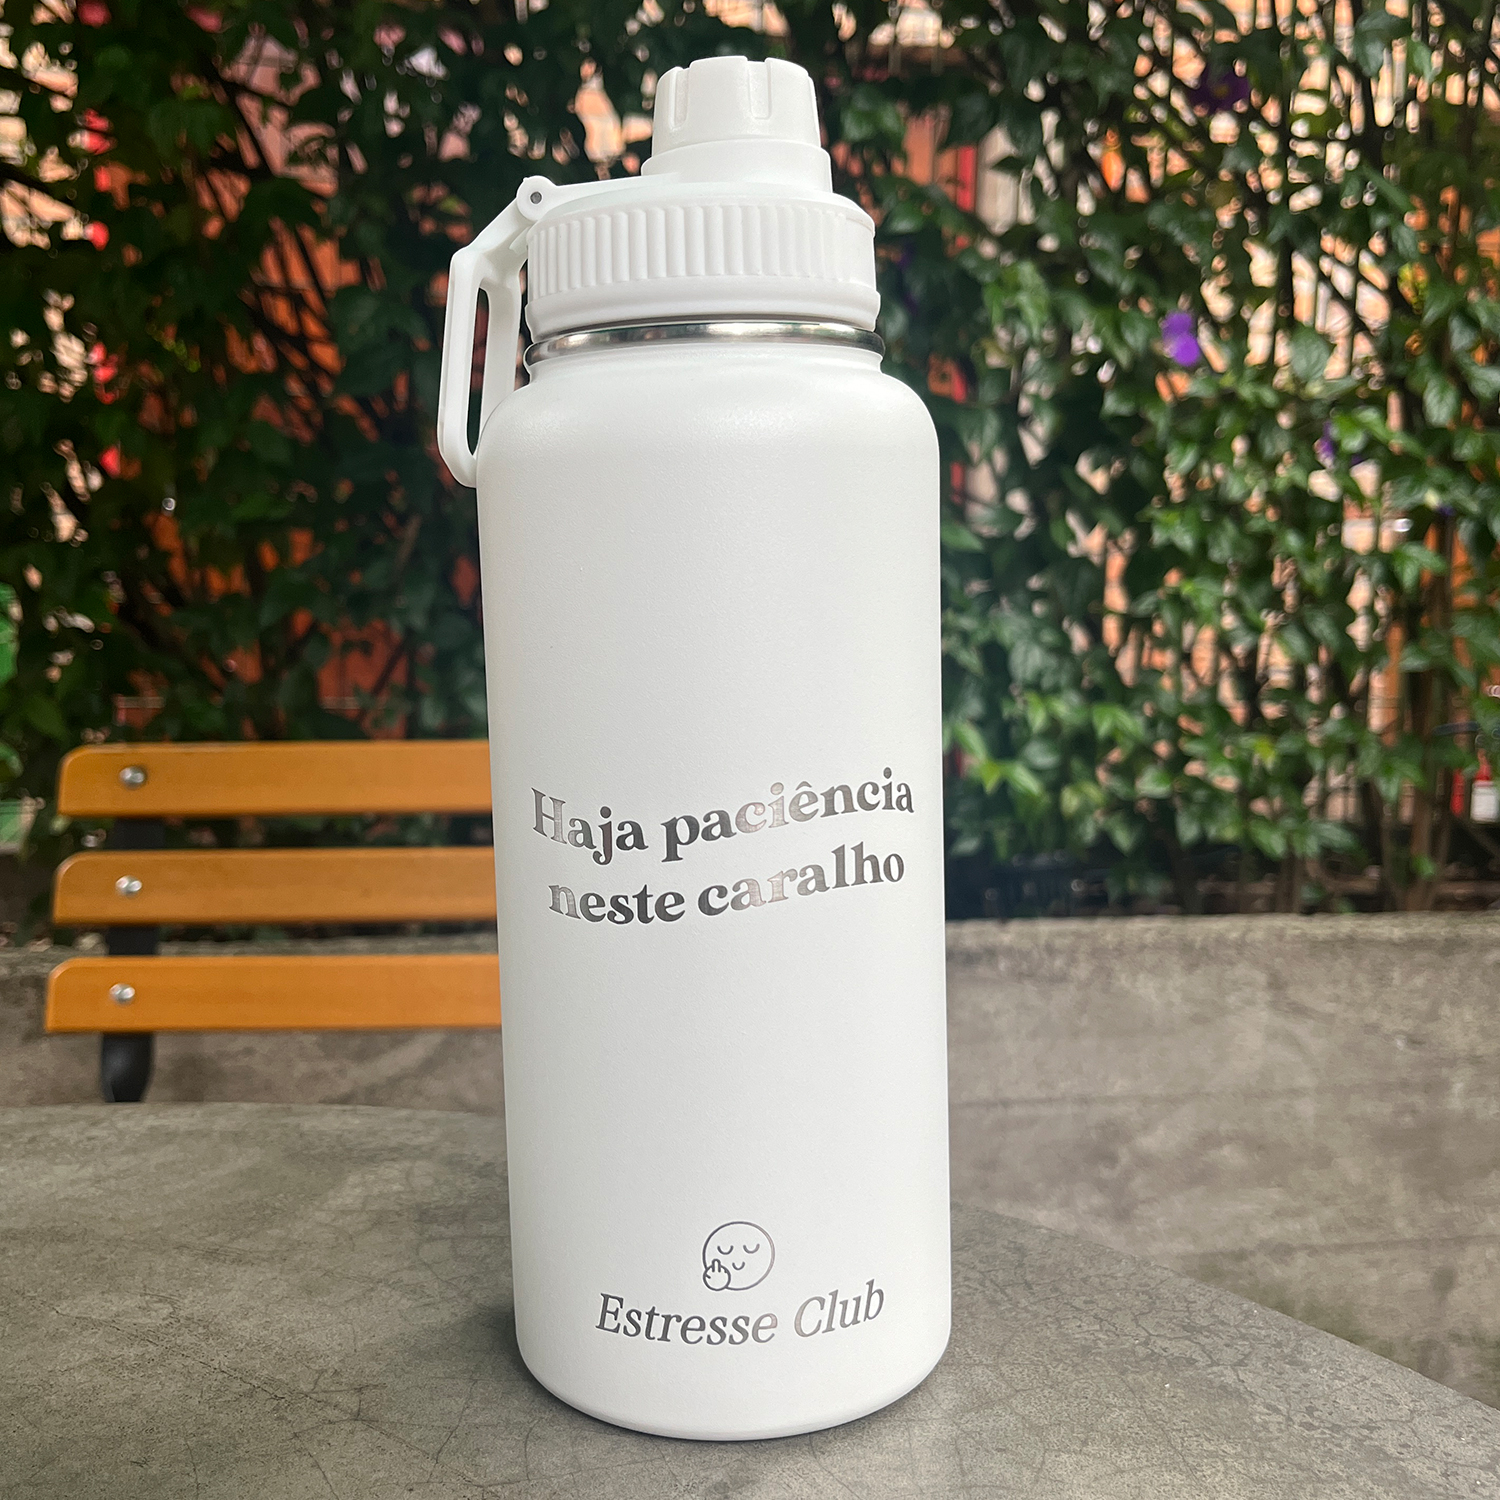 Haja paciência
neste caralho
Estresse Club